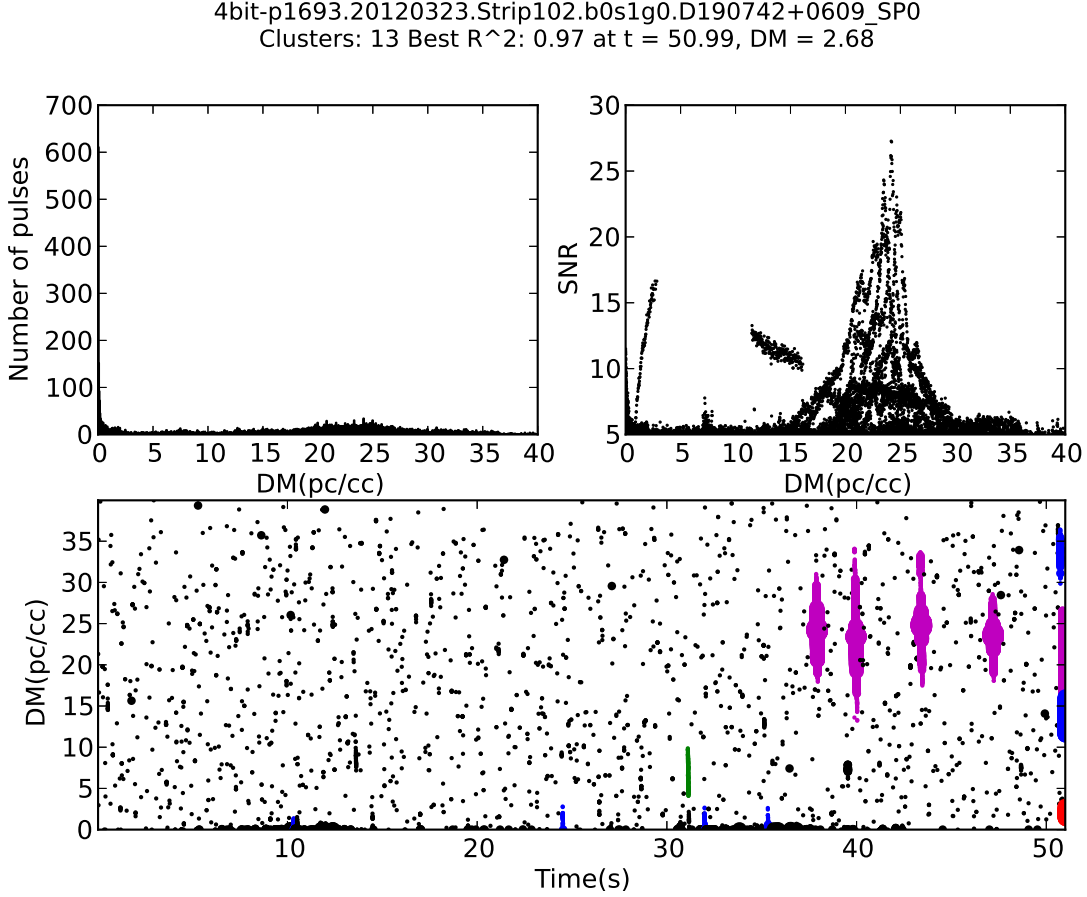 4bit-p1693.20120323.Strip102.b0s1g0.D190742+0609_SP0
Clusters: 13 Best R^2: 0.97 at t = 50.99, DM = 2.68
700
600
500
400
300
200
100
0
Number of pulses
0 5 10 15 20 25 30 35 40
DM(pc/cc)
30
25
20
15
10
5
SNR
0 5 10 15 20 25 30 35 40
DM(pc/cc)
35
30
25
20
15
10
5
0
DM(pc/cc)
10 20 30 40 50
Time(s)